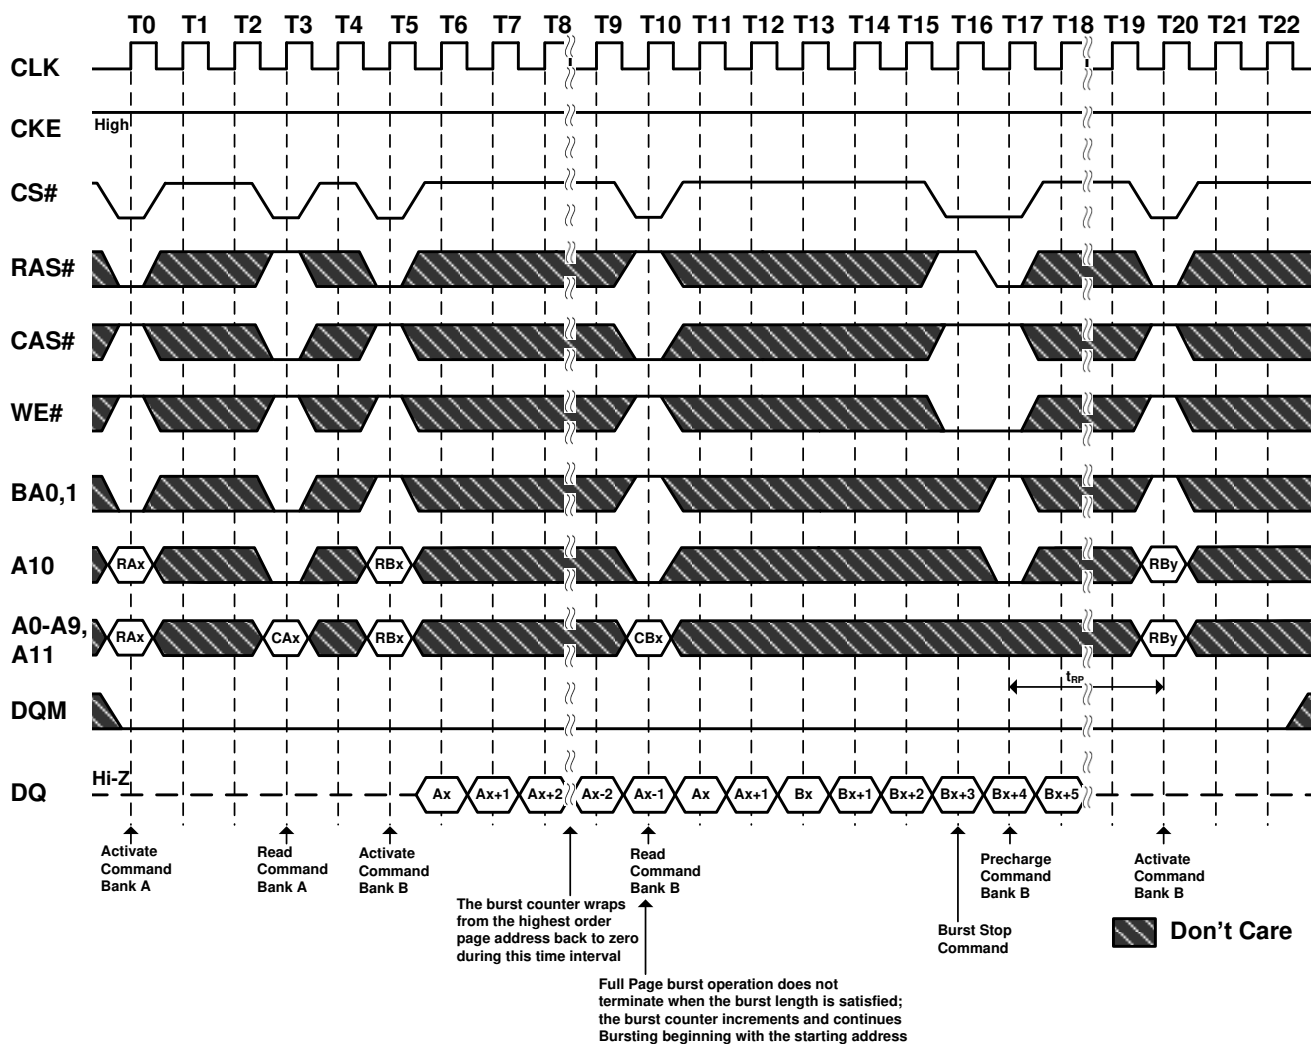 T0 T1 T2 T3 T4 T5 T6 T7 T8 T9 T10 T11 T12 T13 T14 T15 T16 T17 T18 T19 T20 T21 T22
CLK
CKE High
CS#
RAS#
CAS#
WE#
BA0,1
A10 RAx RBx RBy
A0-A9,
A11
RAx CAx RBx CBx RBy
tRP
DQM
DQ Hi-Z Ax Ax+1 Ax+2 Ax-2 Ax-1 Ax Ax+1 Bx Bx+1 Bx+2 Bx+3 Bx+4 Bx+5
Activate
Command
Bank A
Read
Command
Bank A
Activate
Command
Bank B
The burst counter wraps
from the highest order
page address back to zero
during this time interval
Read
Command
Bank B
Full Page burst operation does not
terminate when the burst length is satisfied;
the burst counter increments and continues
Bursting beginning with the starting address
Burst Stop
Command
Precharge
Command
Bank B
Activate
Command
Bank B
Don't Care